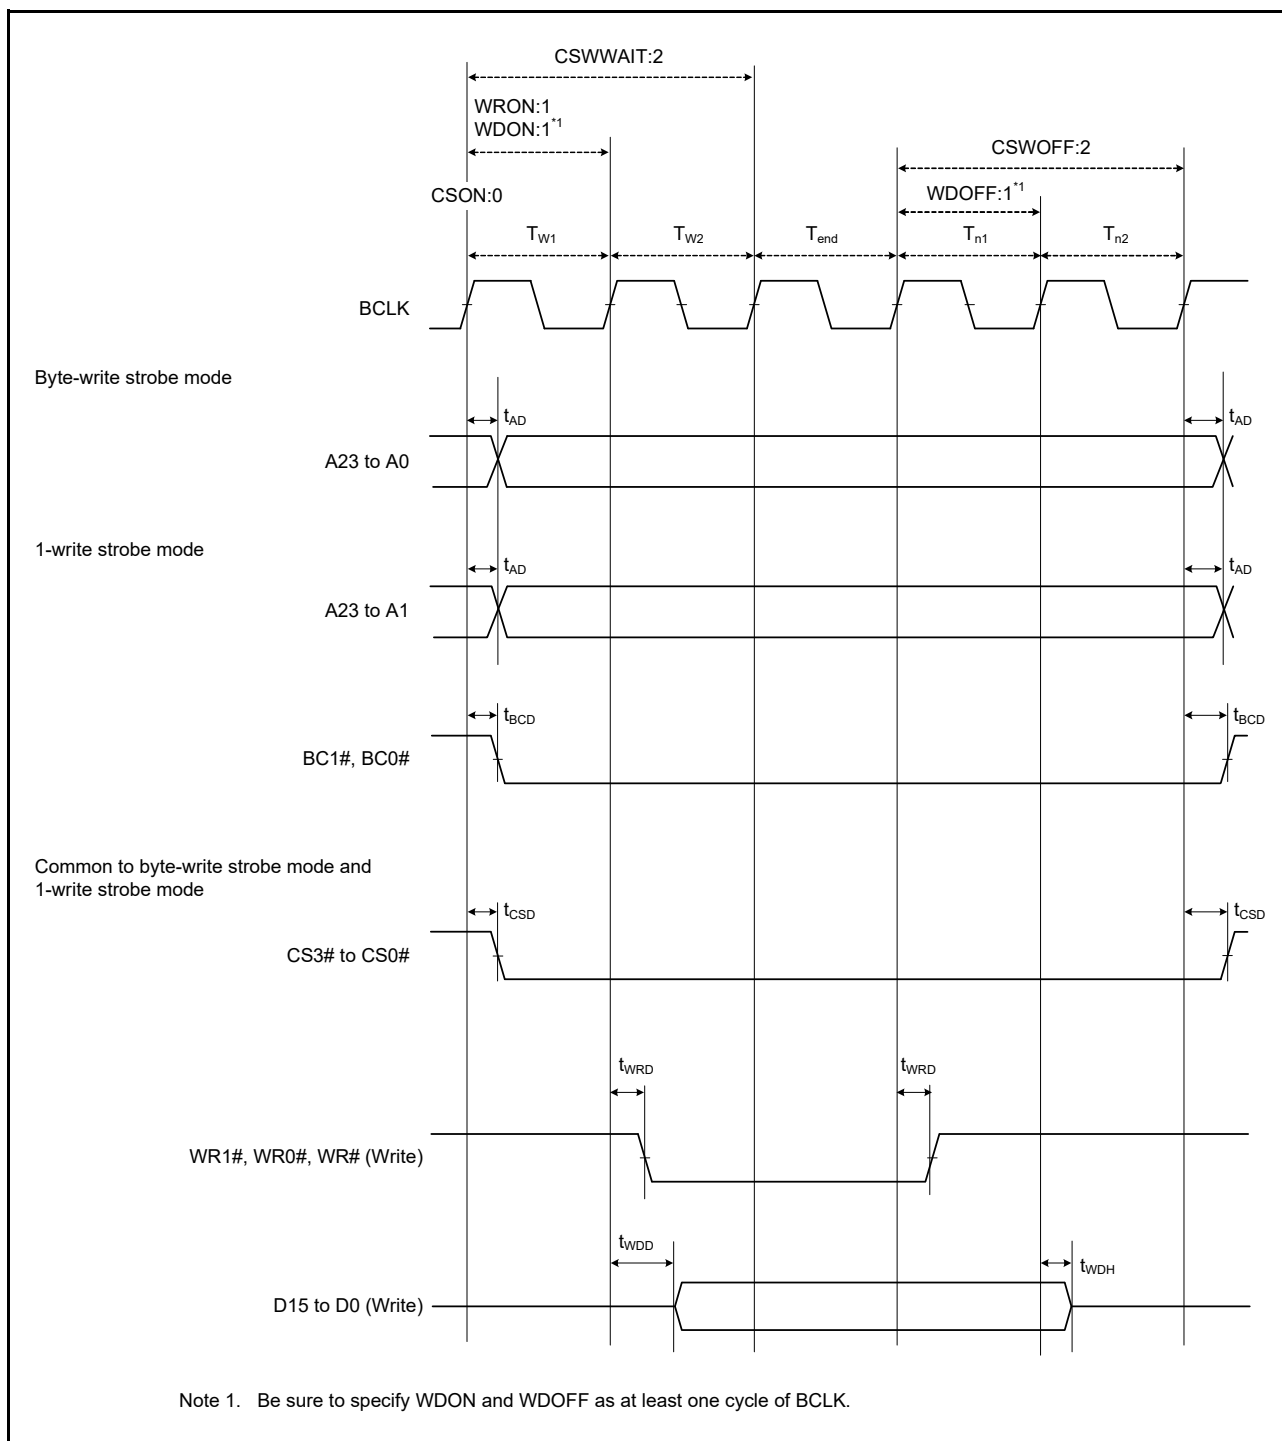 CSWWAIT:2
WRON:1
WDON:1*1
CSWOFF:2
CSON:0
WDOFF:1*1
TW1 TW2 Tend Tn1 Tn2
BCLK
Byte-write strobe mode
tAD tAD
A23 to A0
1-write strobe mode
tAD tAD
A23 to A1
tBCD tBCD
BC1#, BC0#
Common to byte-write strobe mode and
1-write strobe mode
tCSD tCSD
CS3# to CS0#
tWRD tWRD
WR1#, WR0#, WR# (Write)
tWDD tWDH
D15 to D0 (Write)
Note 1. Be sure to specify WDON and WDOFF as at least one cycle of BCLK.